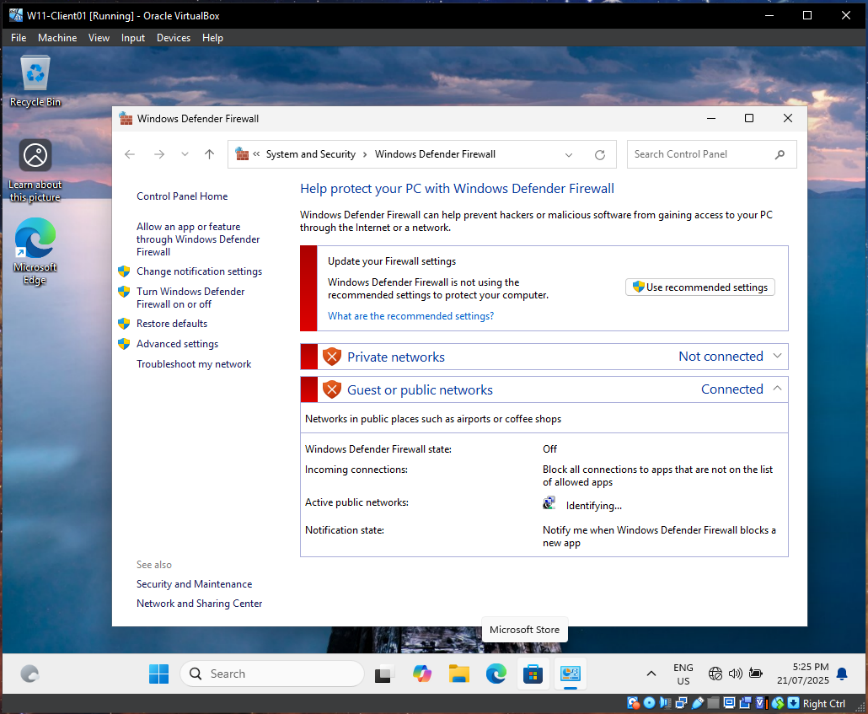 W11-Client01 [Running] - Oracle VirtualBox
File Machine View Input Devices Help
Recycle Bin
Learn about
this picture
Microsoft
Edge
Windows Defender Firewall
« System and Security › Windows Defender Firewall
Search Control Panel
Control Panel Home
Allow an app or feature
through Windows Defender
Firewall
Change notification settings
Turn Windows Defender
Firewall on or off
Restore defaults
Advanced settings
Troubleshoot my network
See also
Security and Maintenance
Network and Sharing Center
Help protect your PC with Windows Defender Firewall
Windows Defender Firewall can help prevent hackers or malicious software from gaining access to your PC
through the Internet or a network.
Update your Firewall settings
Windows Defender Firewall is not using the
recommended settings to protect your computer.
Use recommended settings
What are the recommended settings?
Private networks Not connected
Guest or public networks Connected
Networks in public places such as airports or coffee shops
Windows Defender Firewall state: Off
Incoming connections: Block all connections to apps that are not on the list
of allowed apps
Active public networks: Identifying...
Notification state: Notify me when Windows Defender Firewall blocks a
new app
Microsoft Store
Search
ENG
US
5:25 PM
21/07/2025
Right Ctrl